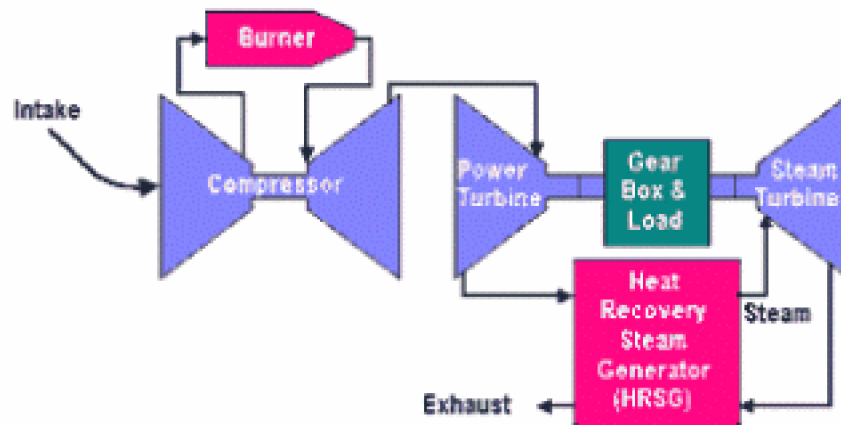 Burner
Intake
Compressor
Power
Turbine
Gear
Box &
Load
Steam
Turbine
Heat
Recovery
Steam
Generator
(HRSG)
Steam
Exhaust